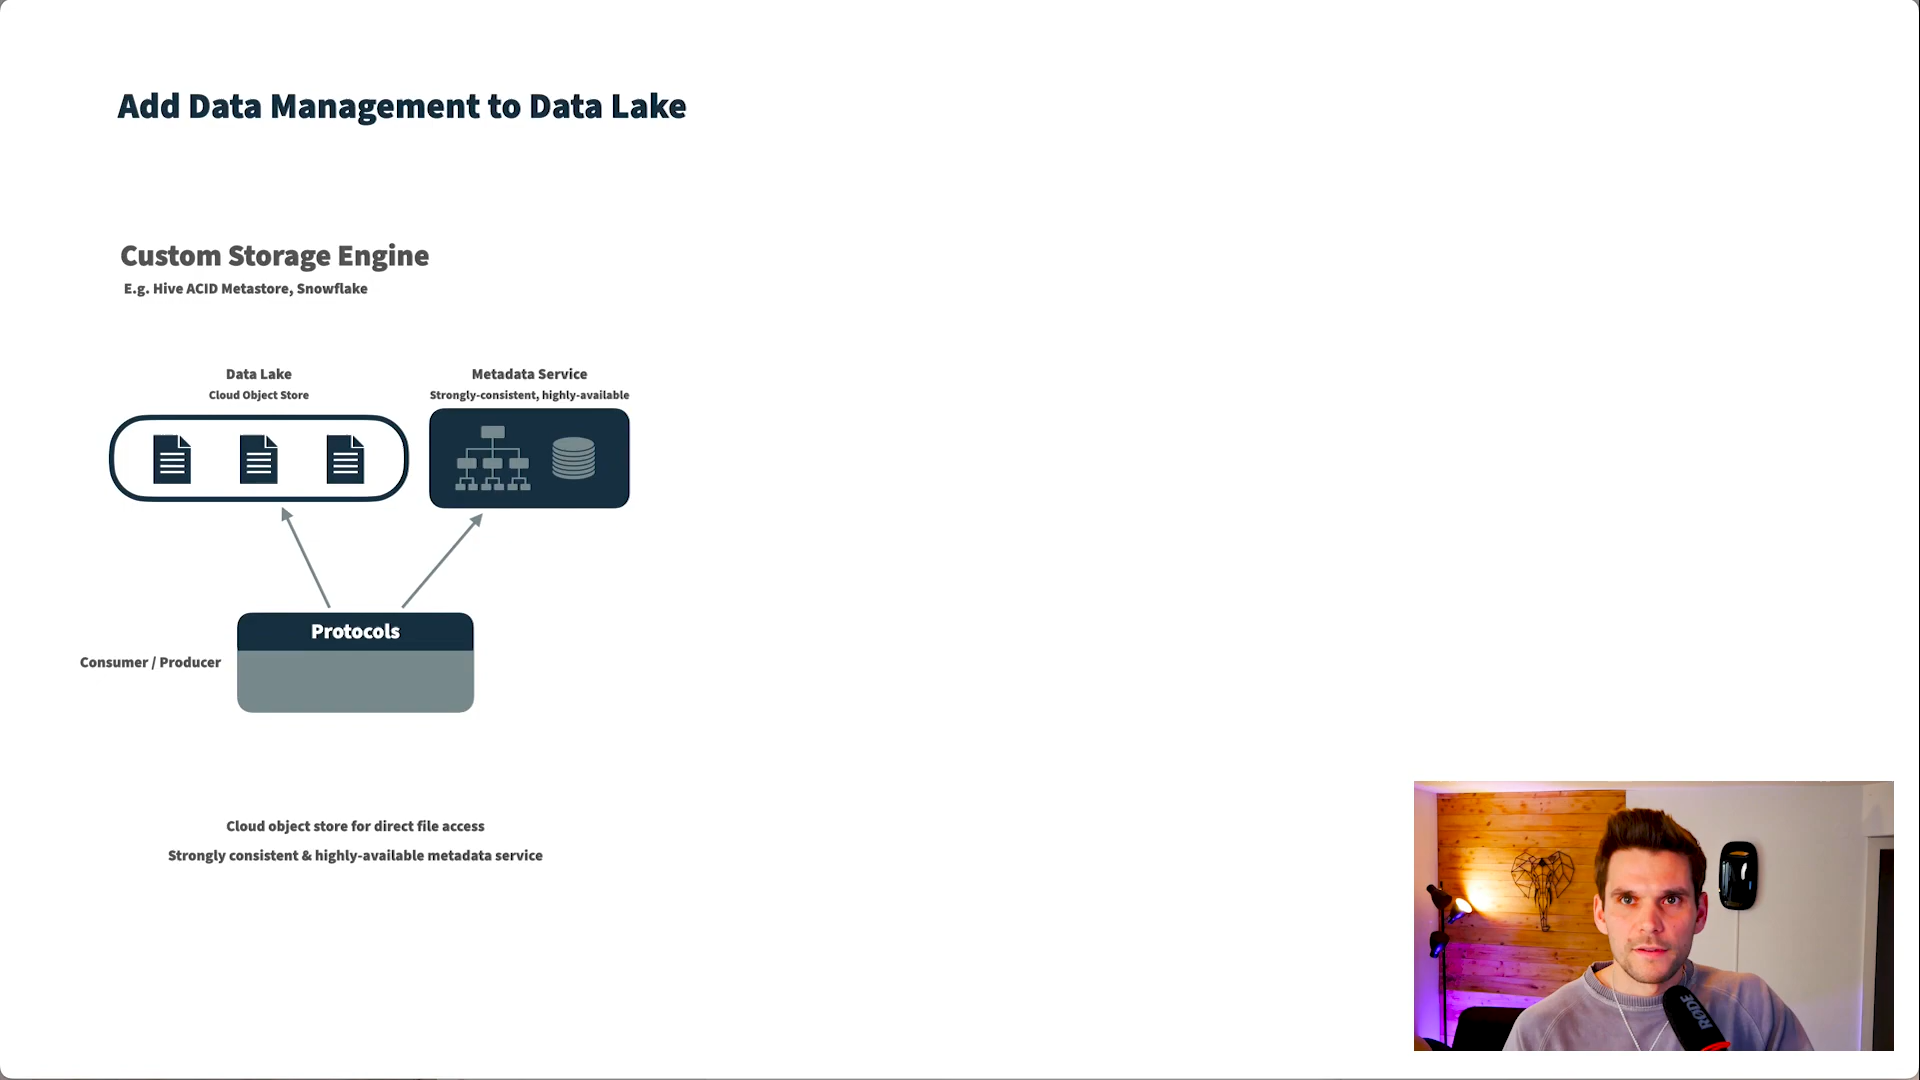 Add Data Management to Data Lake
Custom Storage Engine
E.g. Hive ACID Metastore, Snowflake
Data Lake
Cloud Object Store
Metadata Service
Strongly-consistent, highly-available
Protocols
Consumer / Producer
Cloud object store for direct file access
Strongly consistent & highly-available metadata service
RODE